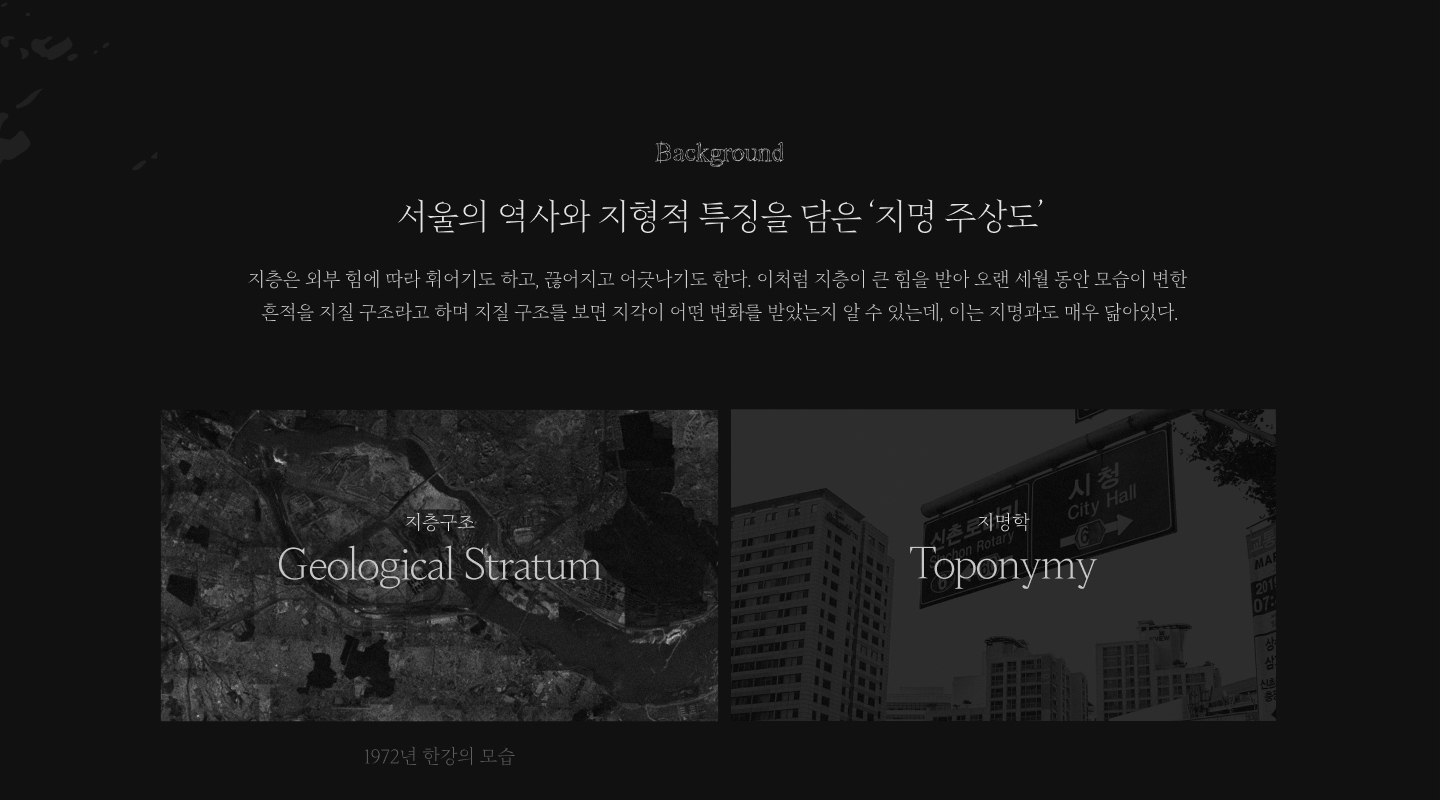 Background
서울의 역사와 지형적 특징을 담은 ‘지명 주상도’
지층은 외부 힘에 따라 휘어기도 하고, 끊어지고 어긋나기도 한다. 이처럼 지층이 큰 힘을 받아 오랜 세월 동안 모습이 변한
흔적을 지질 구조라고 하며 지질 구조를 보면 지각이 어떤 변화를 받았는지 알 수 있는데, 이는 지명과도 매우 닮아있다.
지층구조
Geological Stratum
지명학
Toponymy
시청
City Hall
6
신촌로터리
Sinchon Rotary
1972년 한강의 모습